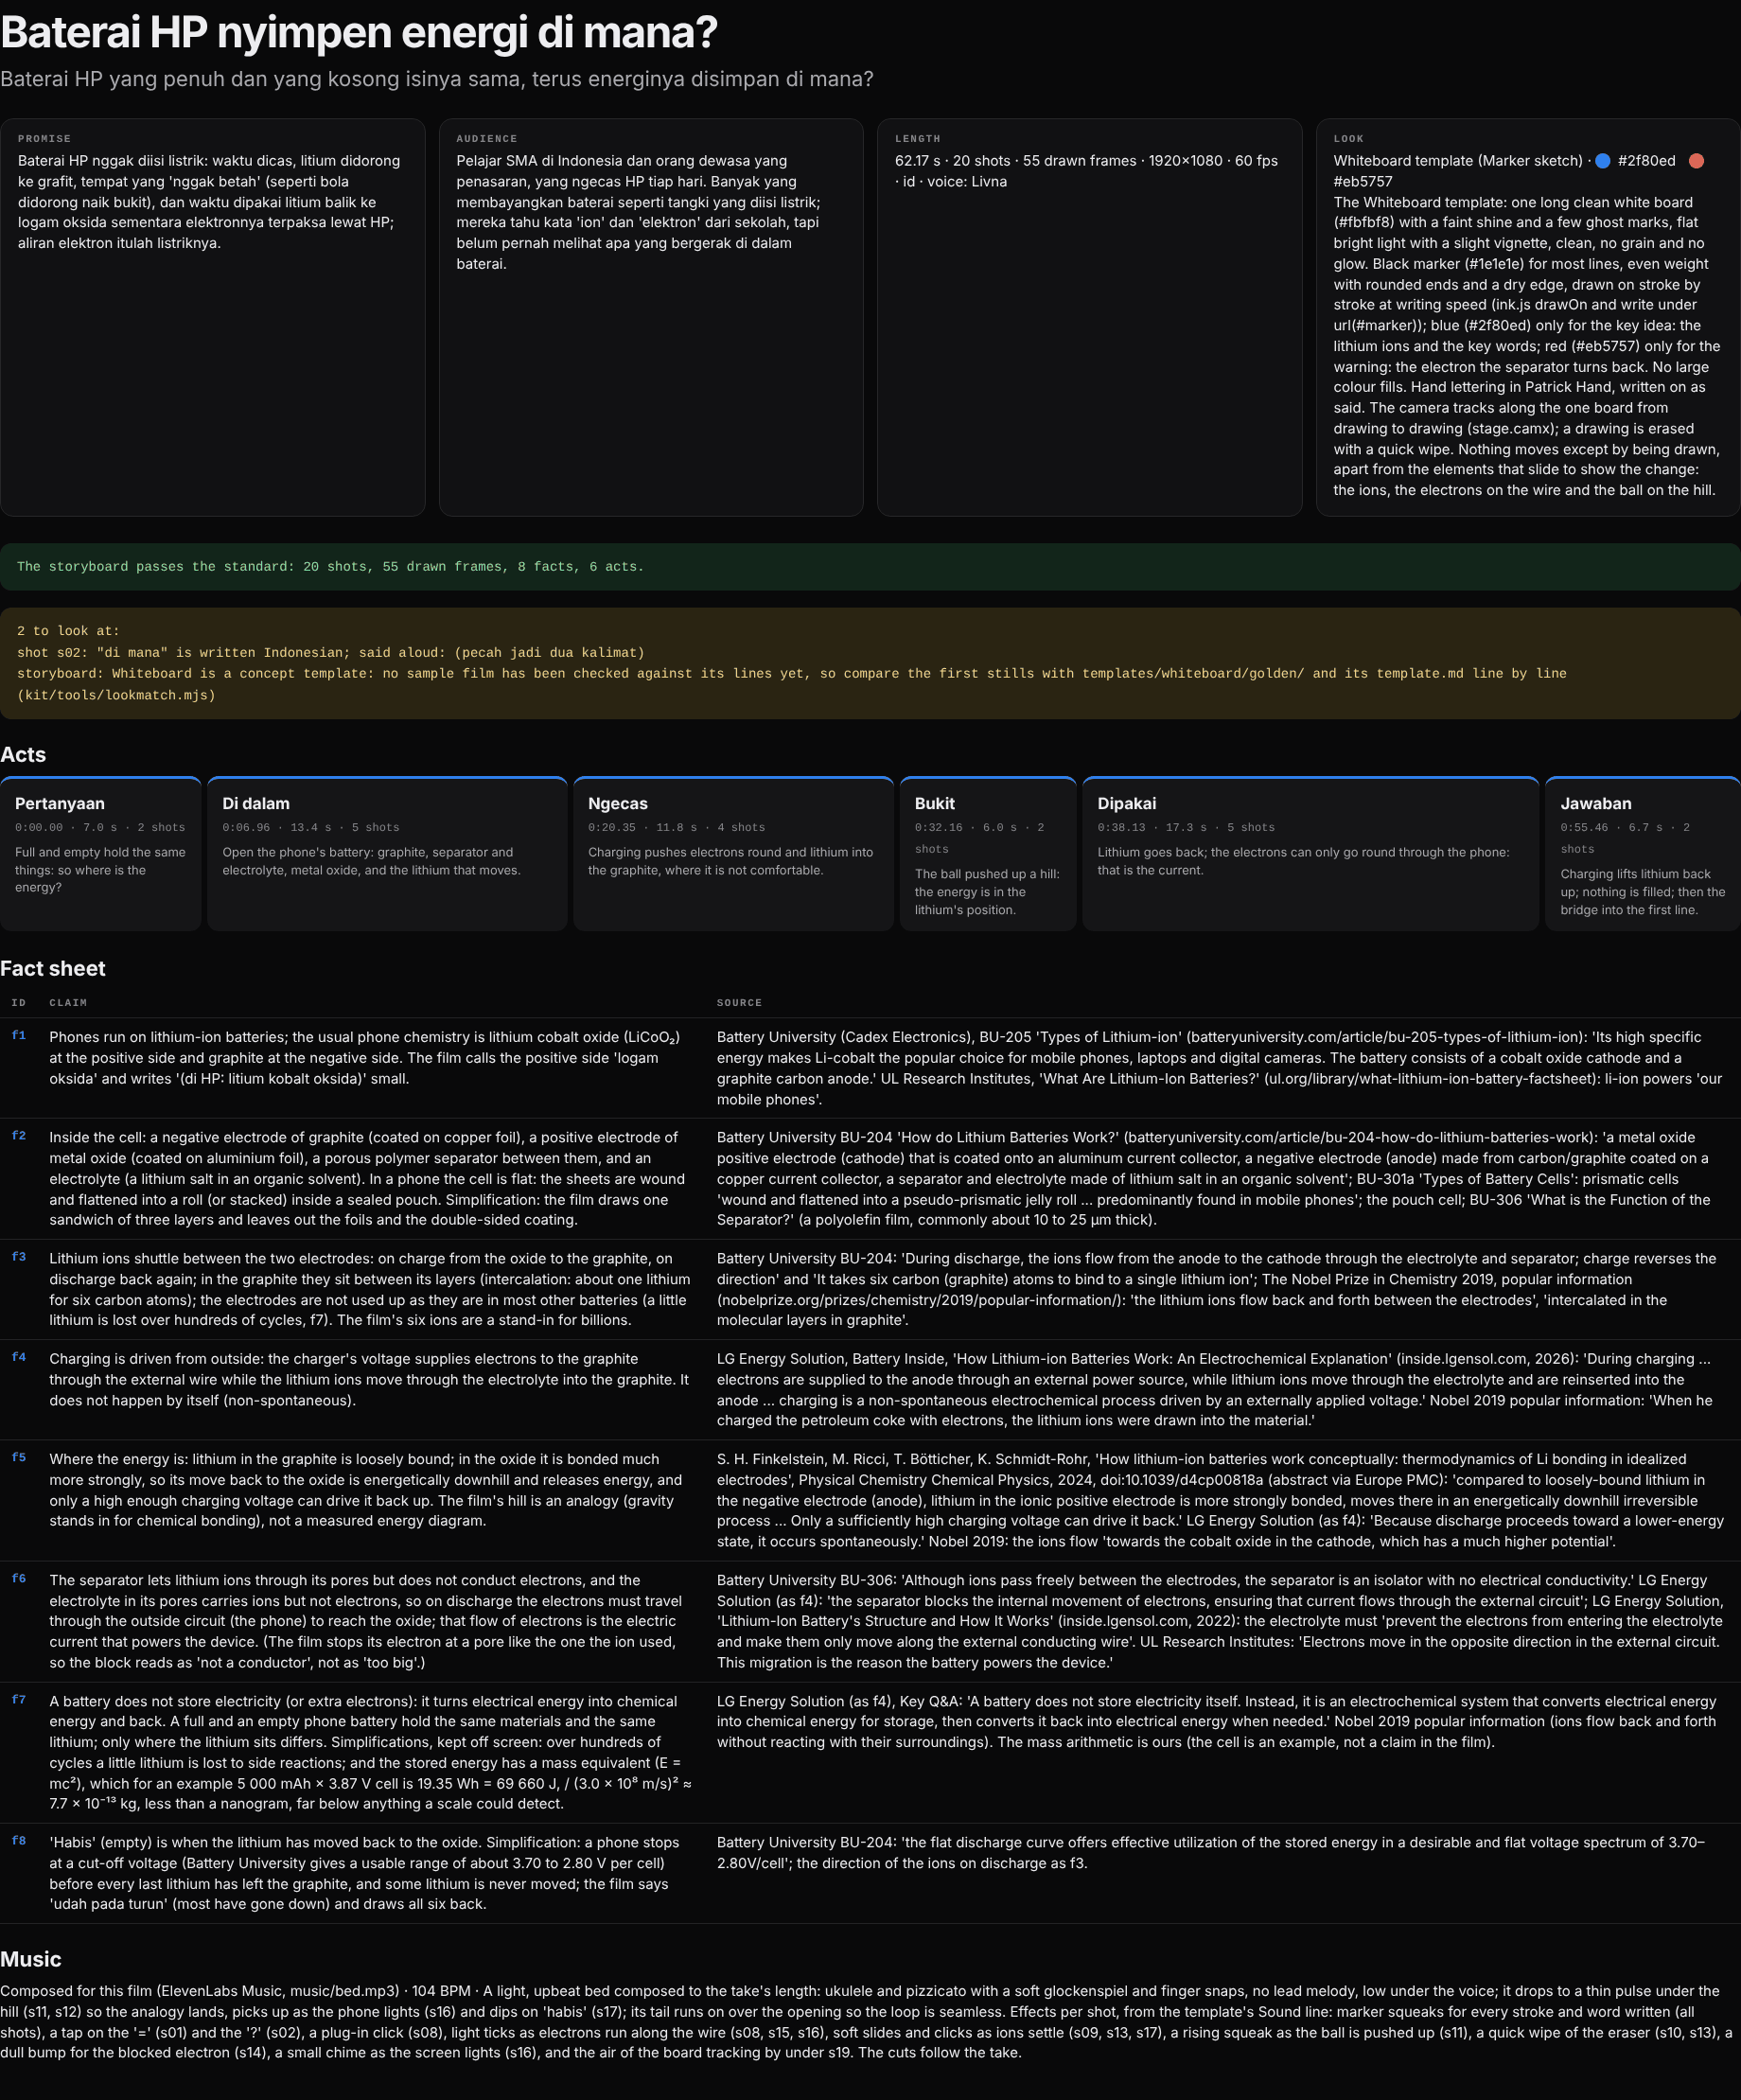 Baterai HP nyimpen energi di mana?
Baterai HP yang penuh dan yang kosong isinya sama, terus energinya disimpan di mana?
PROMISE
Baterai HP nggak diisi listrik: waktu dicas, litium didorong
ke grafit, tempat yang 'nggak betah' (seperti bola
didorong naik bukit), dan waktu dipakai litium balik ke
logam oksida sementara elektronnya terpaksa lewat HP;
aliran elektron itulah listriknya.
AUDIENCE
Pelajar SMA di Indonesia dan orang dewasa yang
penasaran, yang ngecas HP tiap hari. Banyak yang
membayangkan baterai seperti tangki yang diisi listrik;
mereka tahu kata 'ion' dan 'elektron' dari sekolah, tapi
belum pernah melihat apa yang bergerak di dalam
baterai.
LENGTH
62.17 s · 20 shots · 55 drawn frames · 1920×1080 · 60 fps
· id · voice: Livna
LOOK
Whiteboard template (Marker sketch) · #2f80ed
#eb5757
The Whiteboard template: one long clean white board
(#fbfbf8) with a faint shine and a few ghost marks, flat
bright light with a slight vignette, clean, no grain and no
glow. Black marker (#1e1e1e) for most lines, even weight
with rounded ends and a dry edge, drawn on stroke by
stroke at writing speed (ink.js drawOn and write under
url(#marker)); blue (#2f80ed) only for the key idea: the
lithium ions and the key words; red (#eb5757) only for the
warning: the electron the separator turns back. No large
colour fills. Hand lettering in Patrick Hand, written on as
said. The camera tracks along the one board from
drawing to drawing (stage.camx); a drawing is erased
with a quick wipe. Nothing moves except by being drawn,
apart from the elements that slide to show the change:
the ions, the electrons on the wire and the ball on the hill.
The storyboard passes the standard: 20 shots, 55 drawn frames, 8 facts, 6 acts.
2 to look at:
shot s02: "di mana" is written Indonesian; said aloud: (pecah jadi dua kalimat)
storyboard: Whiteboard is a concept template: no sample film has been checked against its lines yet, so compare the first stills with templates/whiteboard/golden/ and its template.md line by line
(kit/tools/lookmatch.mjs)
Acts
Pertanyaan
0:00.00 · 7.0 s · 2 shots
Full and empty hold the same
things: so where is the
energy?
Di dalam
0:06.96 · 13.4 s · 5 shots
Open the phone's battery: graphite, separator and
electrolyte, metal oxide, and the lithium that moves.
Ngecas
0:20.35 · 11.8 s · 4 shots
Charging pushes electrons round and lithium into
the graphite, where it is not comfortable.
Bukit
0:32.16 · 6.0 s · 2
shots
The ball pushed up a hill:
the energy is in the
lithium's position.
Dipakai
0:38.13 · 17.3 s · 5 shots
Lithium goes back; the electrons can only go round through the phone:
that is the current.
Jawaban
0:55.46 · 6.7 s · 2
shots
Charging lifts lithium back
up; nothing is filled; then the
bridge into the first line.
Fact sheet
ID CLAIM SOURCE
f1
Phones run on lithium-ion batteries; the usual phone chemistry is lithium cobalt oxide (LiCoO₂)
at the positive side and graphite at the negative side. The film calls the positive side 'logam
oksida' and writes '(di HP: litium kobalt oksida)' small.
Battery University (Cadex Electronics), BU-205 'Types of Lithium-ion' (batteryuniversity.com/article/bu-205-types-of-lithium-ion): 'Its high specific
energy makes Li-cobalt the popular choice for mobile phones, laptops and digital cameras. The battery consists of a cobalt oxide cathode and a
graphite carbon anode.' UL Research Institutes, 'What Are Lithium-Ion Batteries?' (ul.org/library/what-lithium-ion-battery-factsheet): li-ion powers 'our
mobile phones'.
f2
Inside the cell: a negative electrode of graphite (coated on copper foil), a positive electrode of
metal oxide (coated on aluminium foil), a porous polymer separator between them, and an
electrolyte (a lithium salt in an organic solvent). In a phone the cell is flat: the sheets are wound
and flattened into a roll (or stacked) inside a sealed pouch. Simplification: the film draws one
sandwich of three layers and leaves out the foils and the double-sided coating.
Battery University BU-204 'How do Lithium Batteries Work?' (batteryuniversity.com/article/bu-204-how-do-lithium-batteries-work): 'a metal oxide
positive electrode (cathode) that is coated onto an aluminum current collector, a negative electrode (anode) made from carbon/graphite coated on a
copper current collector, a separator and electrolyte made of lithium salt in an organic solvent'; BU-301a 'Types of Battery Cells': prismatic cells
'wound and flattened into a pseudo-prismatic jelly roll ... predominantly found in mobile phones'; the pouch cell; BU-306 'What is the Function of the
Separator?' (a polyolefin film, commonly about 10 to 25 µm thick).
f3
Lithium ions shuttle between the two electrodes: on charge from the oxide to the graphite, on
discharge back again; in the graphite they sit between its layers (intercalation: about one lithium
for six carbon atoms); the electrodes are not used up as they are in most other batteries (a little
lithium is lost over hundreds of cycles, f7). The film's six ions are a stand-in for billions.
Battery University BU-204: 'During discharge, the ions flow from the anode to the cathode through the electrolyte and separator; charge reverses the
direction' and 'It takes six carbon (graphite) atoms to bind to a single lithium ion'; The Nobel Prize in Chemistry 2019, popular information
(nobelprize.org/prizes/chemistry/2019/popular-information/): 'the lithium ions flow back and forth between the electrodes', 'intercalated in the
molecular layers in graphite'.
f4
Charging is driven from outside: the charger's voltage supplies electrons to the graphite
through the external wire while the lithium ions move through the electrolyte into the graphite. It
does not happen by itself (non-spontaneous).
LG Energy Solution, Battery Inside, 'How Lithium-ion Batteries Work: An Electrochemical Explanation' (inside.lgensol.com, 2026): 'During charging ...
electrons are supplied to the anode through an external power source, while lithium ions move through the electrolyte and are reinserted into the
anode ... charging is a non-spontaneous electrochemical process driven by an externally applied voltage.' Nobel 2019 popular information: 'When he
charged the petroleum coke with electrons, the lithium ions were drawn into the material.'
f5
Where the energy is: lithium in the graphite is loosely bound; in the oxide it is bonded much
more strongly, so its move back to the oxide is energetically downhill and releases energy, and
only a high enough charging voltage can drive it back up. The film's hill is an analogy (gravity
stands in for chemical bonding), not a measured energy diagram.
S. H. Finkelstein, M. Ricci, T. Bötticher, K. Schmidt-Rohr, 'How lithium-ion batteries work conceptually: thermodynamics of Li bonding in idealized
electrodes', Physical Chemistry Chemical Physics, 2024, doi:10.1039/d4cp00818a (abstract via Europe PMC): 'compared to loosely-bound lithium in
the negative electrode (anode), lithium in the ionic positive electrode is more strongly bonded, moves there in an energetically downhill irreversible
process ... Only a sufficiently high charging voltage can drive it back.' LG Energy Solution (as f4): 'Because discharge proceeds toward a lower-energy
state, it occurs spontaneously.' Nobel 2019: the ions flow 'towards the cobalt oxide in the cathode, which has a much higher potential'.
f6
The separator lets lithium ions through its pores but does not conduct electrons, and the
electrolyte in its pores carries ions but not electrons, so on discharge the electrons must travel
through the outside circuit (the phone) to reach the oxide; that flow of electrons is the electric
current that powers the device. (The film stops its electron at a pore like the one the ion used,
so the block reads as 'not a conductor', not as 'too big'.)
Battery University BU-306: 'Although ions pass freely between the electrodes, the separator is an isolator with no electrical conductivity.' LG Energy
Solution (as f4): 'the separator blocks the internal movement of electrons, ensuring that current flows through the external circuit'; LG Energy Solution,
'Lithium-Ion Battery's Structure and How It Works' (inside.lgensol.com, 2022): the electrolyte must 'prevent the electrons from entering the electrolyte
and make them only move along the external conducting wire'. UL Research Institutes: 'Electrons move in the opposite direction in the external circuit.
This migration is the reason the battery powers the device.'
f7
A battery does not store electricity (or extra electrons): it turns electrical energy into chemical
energy and back. A full and an empty phone battery hold the same materials and the same
lithium; only where the lithium sits differs. Simplifications, kept off screen: over hundreds of
cycles a little lithium is lost to side reactions; and the stored energy has a mass equivalent (E =
mc²), which for an example 5 000 mAh × 3.87 V cell is 19.35 Wh = 69 660 J, / (3.0 × 10⁸ m/s)² ≈
7.7 × 10⁻¹³ kg, less than a nanogram, far below anything a scale could detect.
LG Energy Solution (as f4), Key Q&A: 'A battery does not store electricity itself. Instead, it is an electrochemical system that converts electrical energy
into chemical energy for storage, then converts it back into electrical energy when needed.' Nobel 2019 popular information (ions flow back and forth
without reacting with their surroundings). The mass arithmetic is ours (the cell is an example, not a claim in the film).
f8
'Habis' (empty) is when the lithium has moved back to the oxide. Simplification: a phone stops
at a cut-off voltage (Battery University gives a usable range of about 3.70 to 2.80 V per cell)
before every last lithium has left the graphite, and some lithium is never moved; the film says
'udah pada turun' (most have gone down) and draws all six back.
Battery University BU-204: 'the flat discharge curve offers effective utilization of the stored energy in a desirable and flat voltage spectrum of 3.70–
2.80V/cell'; the direction of the ions on discharge as f3.
Music
Composed for this film (ElevenLabs Music, music/bed.mp3) · 104 BPM · A light, upbeat bed composed to the take's length: ukulele and pizzicato with a soft glockenspiel and finger snaps, no lead melody, low under the voice; it drops to a thin pulse under the
hill (s11, s12) so the analogy lands, picks up as the phone lights (s16) and dips on 'habis' (s17); its tail runs on over the opening so the loop is seamless. Effects per shot, from the template's Sound line: marker squeaks for every stroke and word written (all
shots), a tap on the '=' (s01) and the '?' (s02), a plug-in click (s08), light ticks as electrons run along the wire (s08, s15, s16), soft slides and clicks as ions settle (s09, s13, s17), a rising squeak as the ball is pushed up (s11), a quick wipe of the eraser (s10, s13), a
dull bump for the blocked electron (s14), a small chime as the screen lights (s16), and the air of the board tracking by under s19. The cuts follow the take.